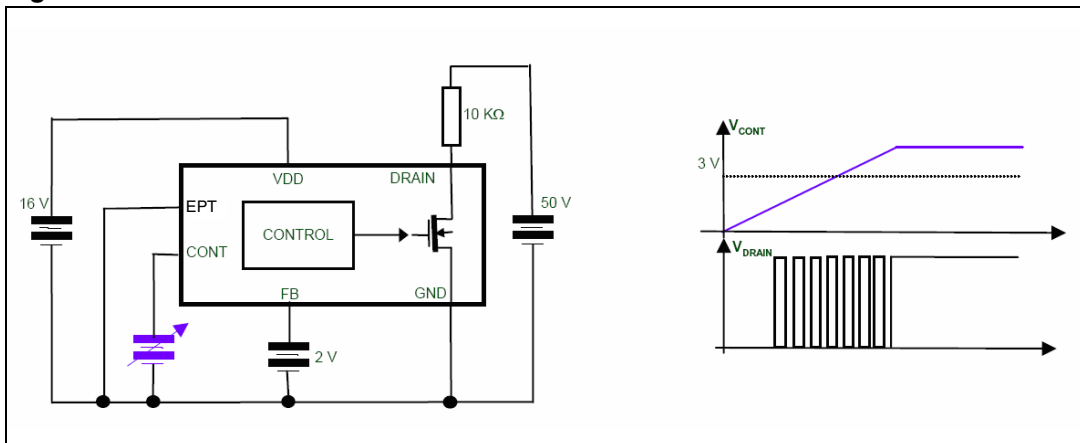 10 KΩ
VDD
DRAIN
16 V
EPT
CONTROL
CONT
50 V
FB
GND
2 V
VCONT
3 V
VDRAIN